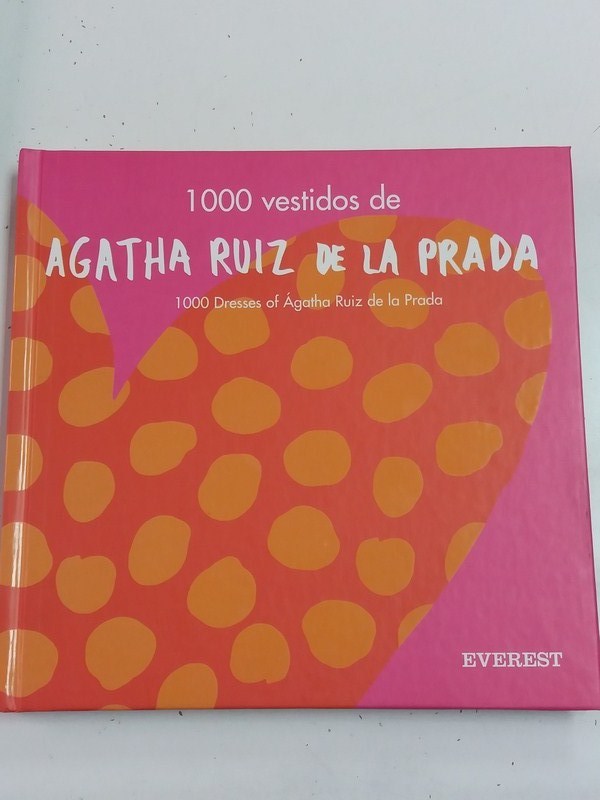 1000 vestidos de
AGATHA RUIZ DE LA PRADA
1000 Dresses of Ágatha Ruiz de la Prada
EVEREST